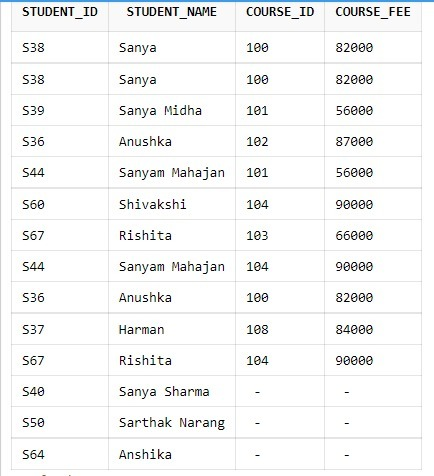 STUDENT_ID STUDENT_NAME COURSE_ID COURSE_FEE
S38 Sanya 100 82000
S38 Sanya 100 82000
S39 Sanya Midha 101 56000
S36 Anushka 102 87000
S44 Sanyam Mahajan 101 56000
S60 Shivakshi 104 90000
S67 Rishita 103 66000
S44 Sanyam Mahajan 104 90000
S36 Anushka 100 82000
S37 Harman 108 84000
S67 Rishita 104 90000
S40 Sanya Sharma - -
S50 Sarthak Narang - -
S64 Anshika - -